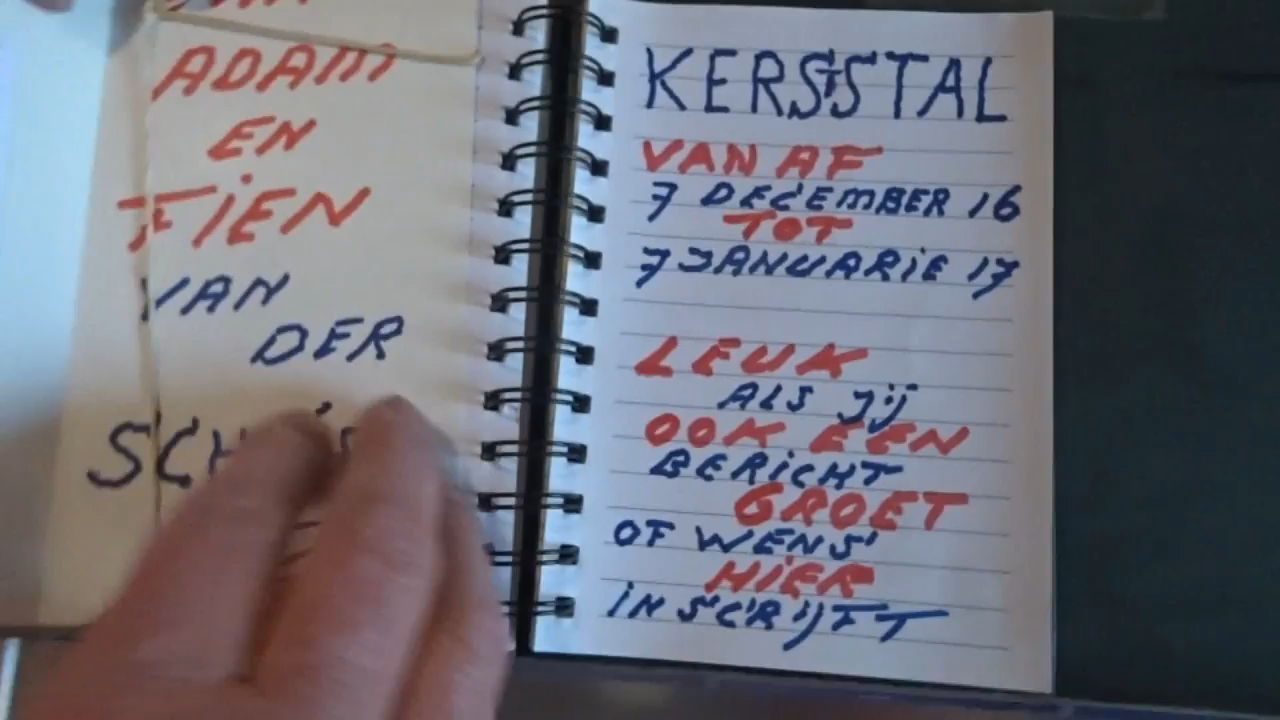 ADAM
EN
FIEN
VAN
DER
KERSTSTAL
VANAF
7 DECEMBER 16
TOT
7 JANUARIE 17
LEUK
ALS JIJ
OOK EEN
BERICHT
GROET
OF WENS
HIER
IN SCRIJFT